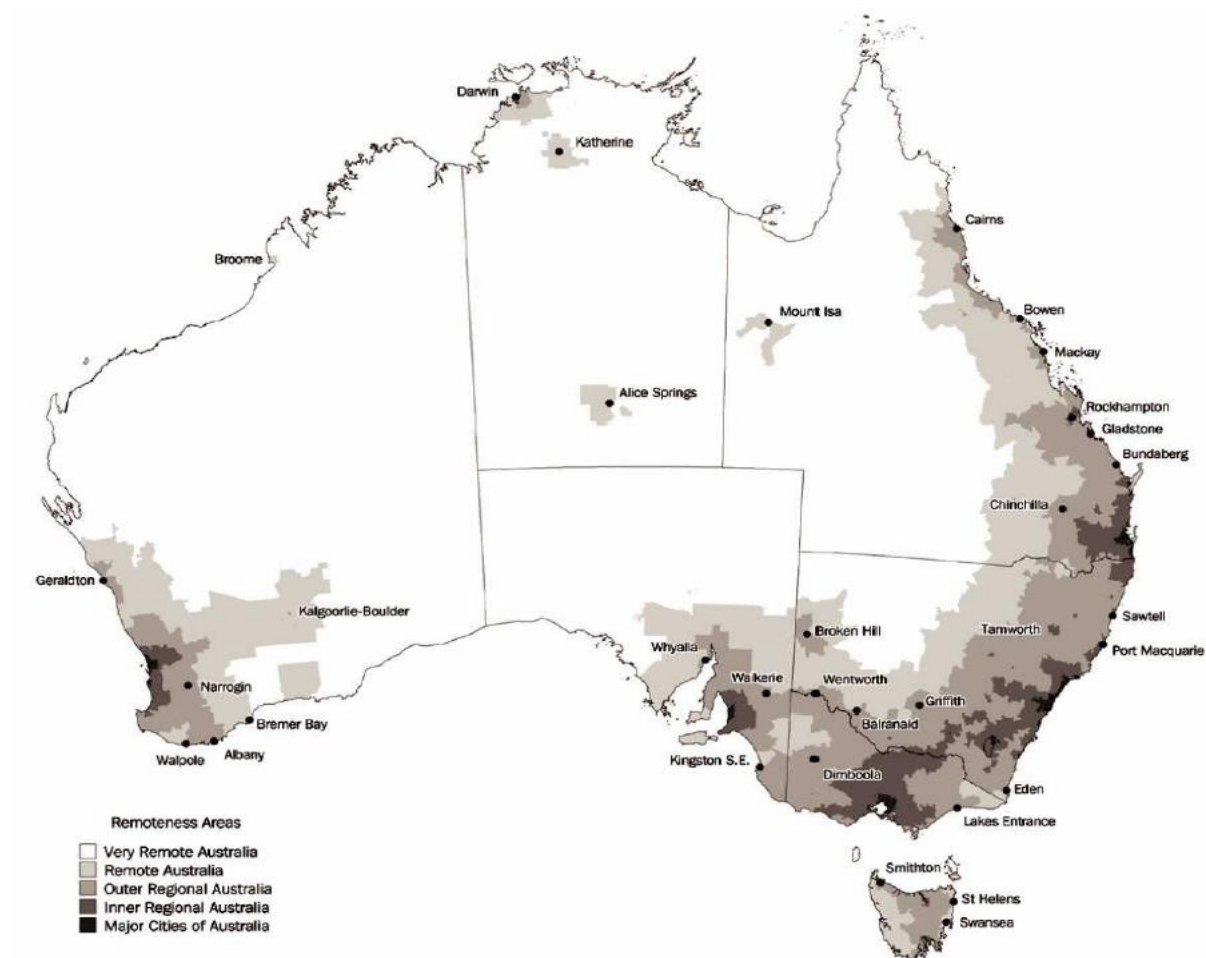 Darwin
Katherine
Cairns
Broome
Mount Isa
Bowen
Mackay
Alice Springs
Rockhampton
Gladstone
Bundaberg
Chinchilla
Geraldton
Kalgoorlie-Boulder
Sawtell
Tamworth
Broken Hill
Port Macquarie
Whyalla
Waikerie
Wentworth
Narrogin
Griffith
Balranald
Bremer Bay
Walpole
Albany
Kingston S.E.
Dimboola
Eden
Lakes Entrance
Remoteness Areas
Very Remote Australia
Remote Australia
Outer Regional Australia
Inner Regional Australia
Major Cities of Australia
Smithton
St Helens
Swansea